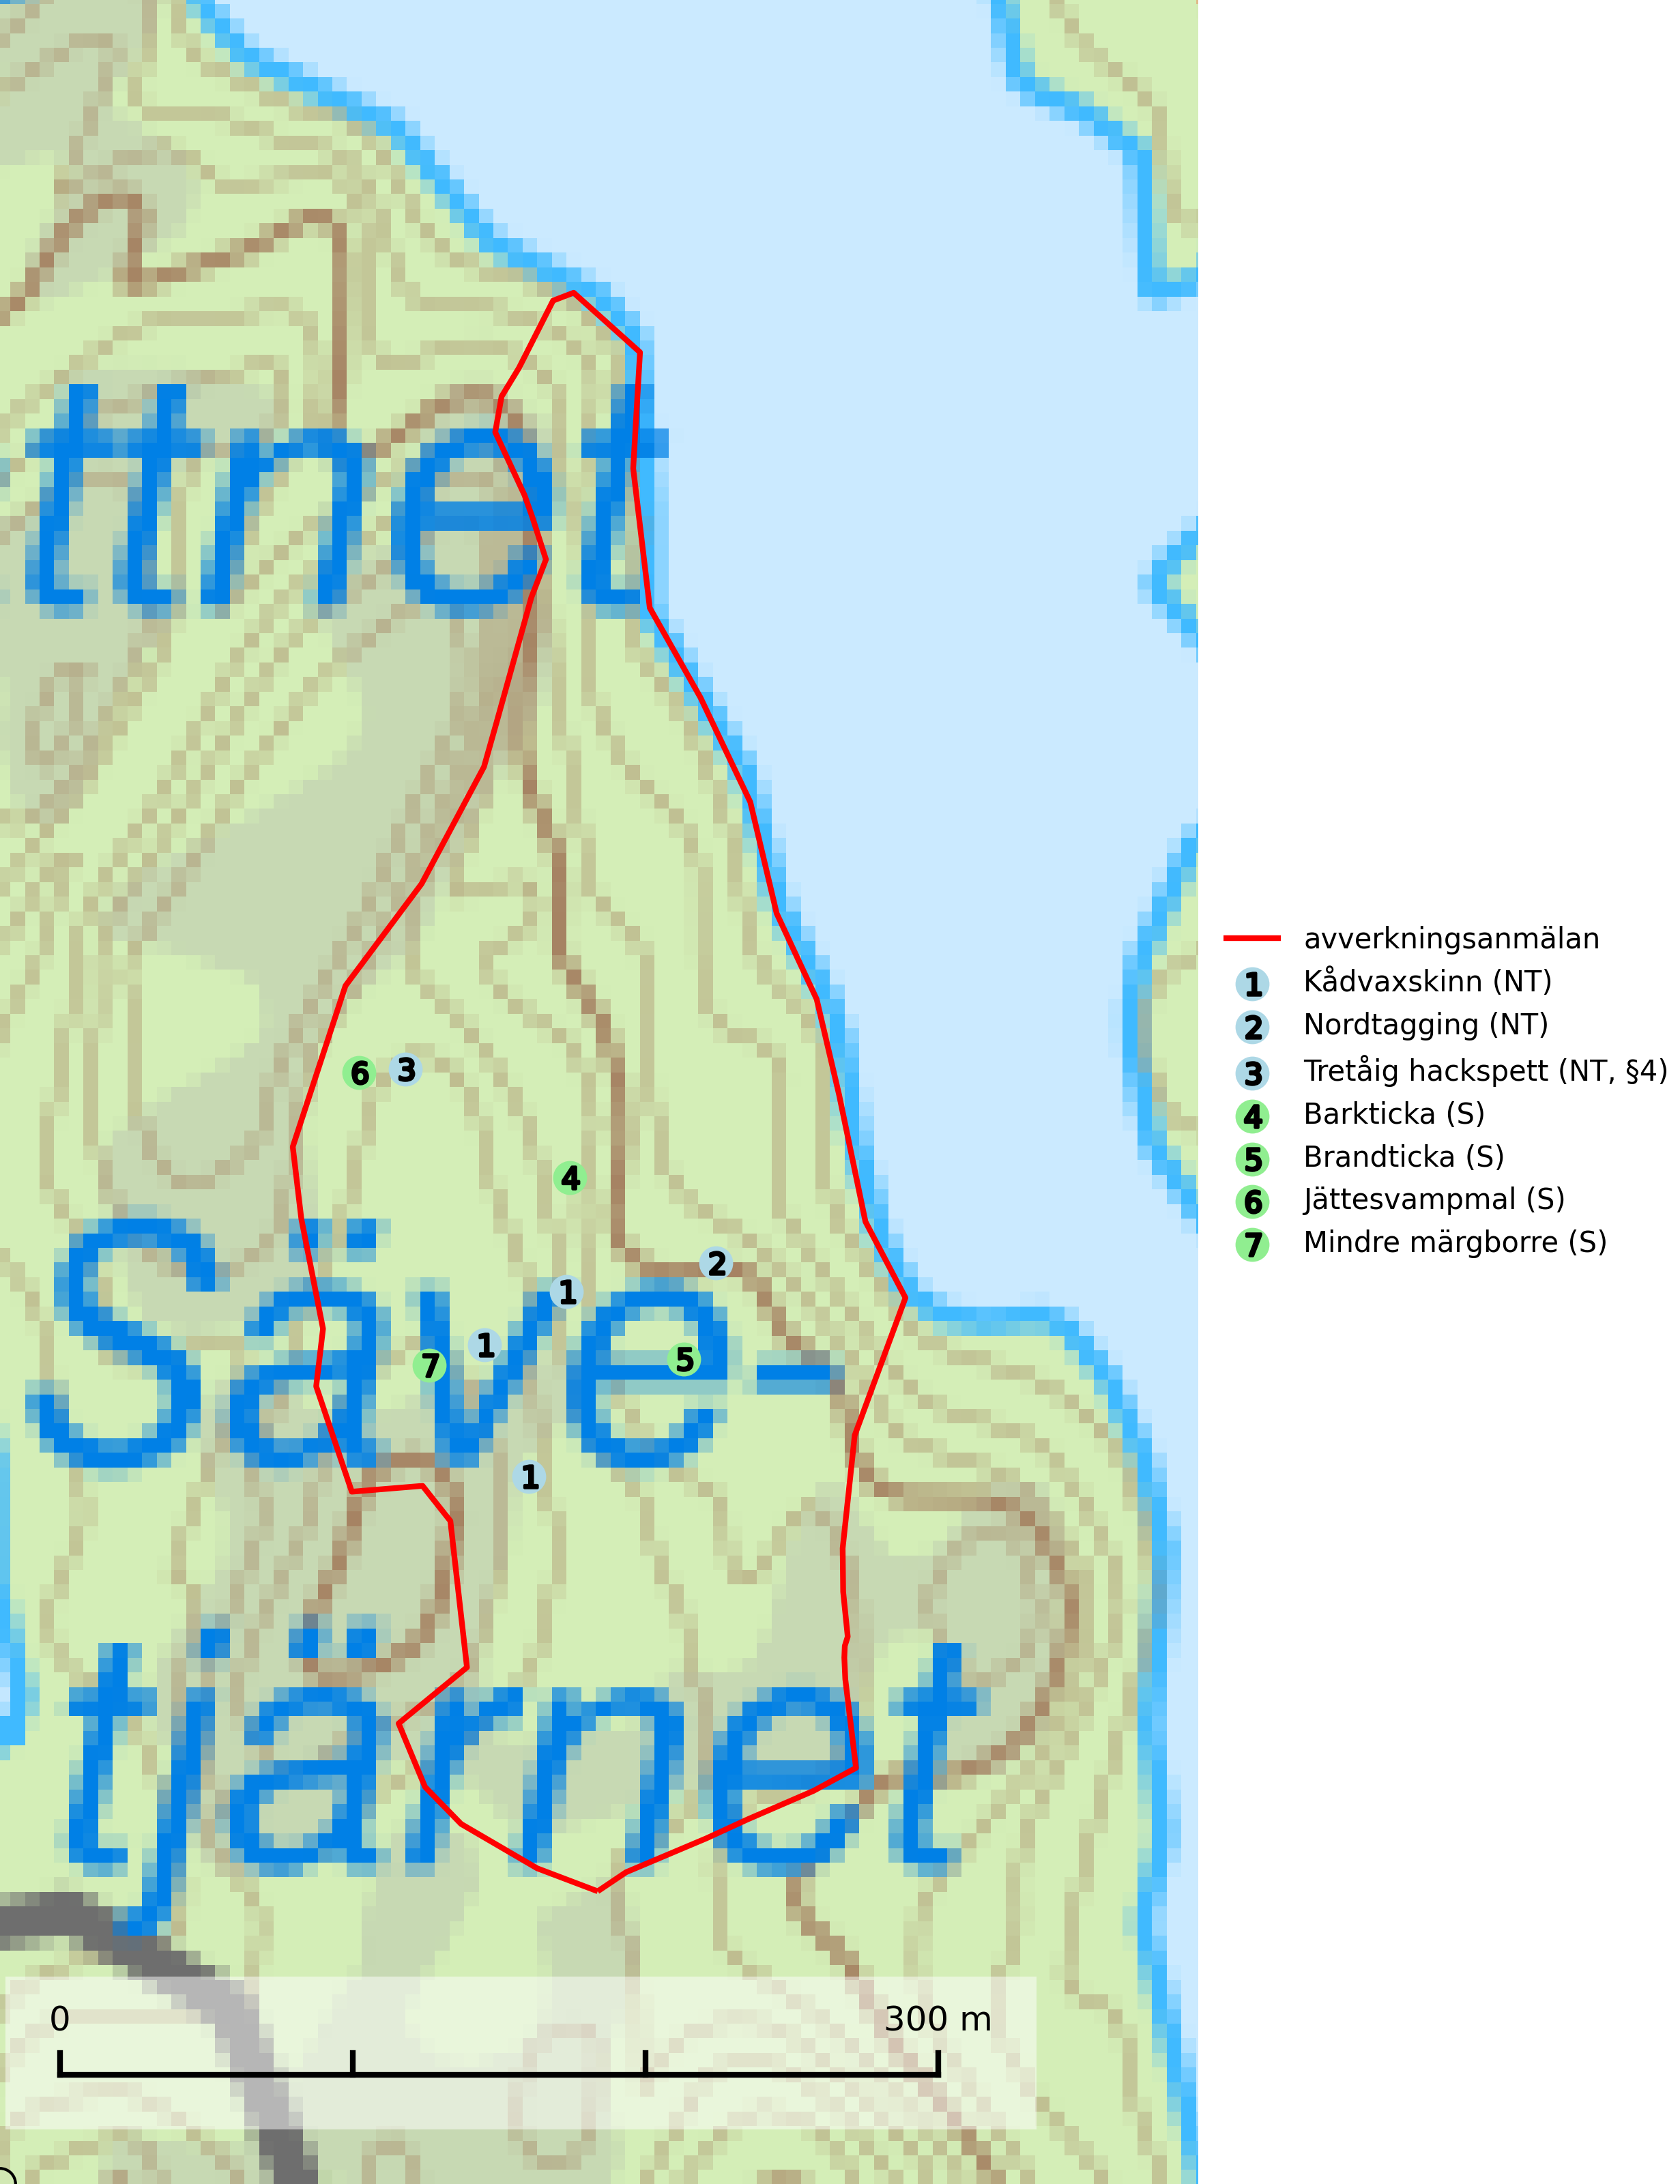 ttnet
Säve-
tjärnet
6
3
4
2
1
1
7
5
1
0
300 m
avverkningsanmälan
1 Kådvaxskinn (NT)
2 Nordtagging (NT)
3 Tretåig hackspett (NT, §4)
4 Barkticka (S)
5 Brandticka (S)
6 Jättesvampmal (S)
7 Mindre märgborre (S)